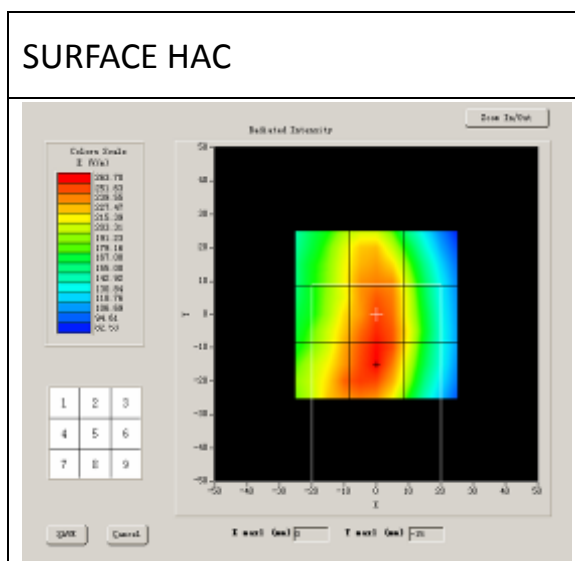 SURFACE HAC
Zoom In/Out
Radiated Intensity
Colors Scale
E (V/m)
263.70
251.63
239.55
227.47
215.39
203.31
191.23
179.16
167.08
155.00
142.92
130.84
118.76
106.69
94.61
82.53
50
40
30
20
10
0
-10
-20
-30
-40
-50
Y
-50 -40 -30 -20 -10 0 10 20 30 40 50
X
1 2 3
4 5 6
7 8 9
Cancel
X maxi (mm) 0 Y maxi (mm) -15